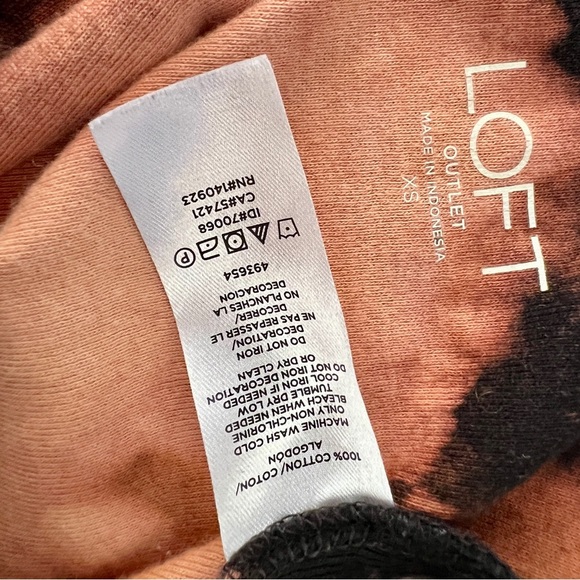 LOFT
OUTLET
MADE IN INDONESIA
XS
100% COTTON/ COTON/
ALGODÓN
MACHINE WASH COLD
ONLY NON-CHLORINE
BLEACH WHEN NEEDED
TUMBLE DRY LOW
COOL IRON IF NEEDED
DO NOT IRON DECORATION
OR DRY CLEAN
DO NOT IRON
DECORATION/
NE PAS REPASSER LE
DECORER/
NO PLANCHES LA
DECORACION
493654
P
ID#70068
CA#57421
RN#140923